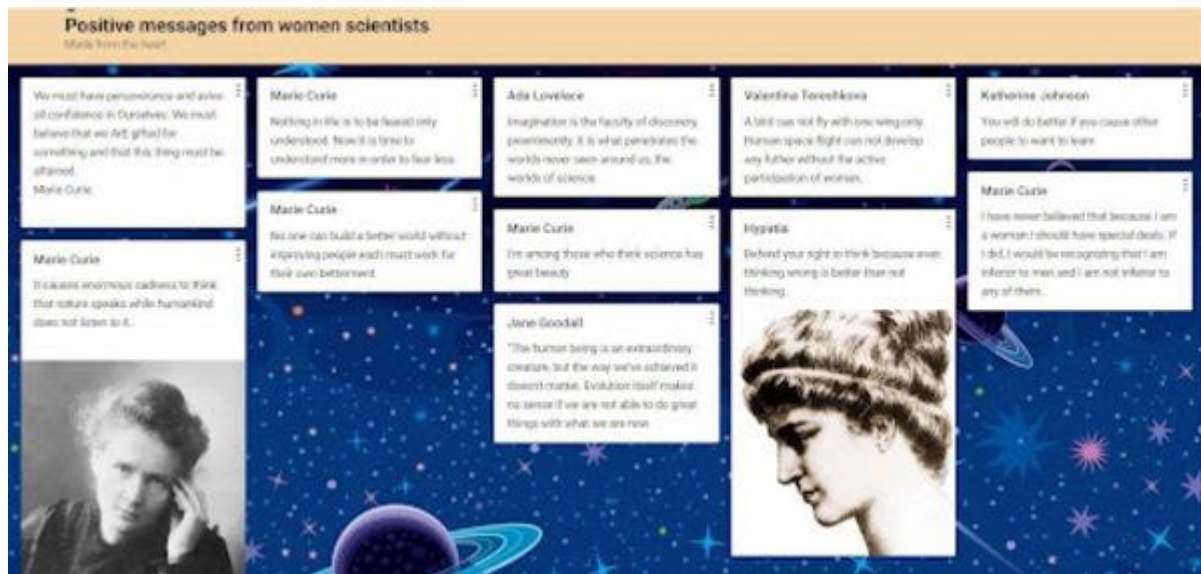 Positive messages from women scientists
Made from the heart
We must have perseverance and
all confidence in Ourselves. We must
believe that we Art gifted for
something and that this thing must be
attained.
Marie Curie
Marie Curie
It causes enormous sadness to think
that nature speaks while humankind
does not listen to it.
Marie Curie
Nothing in life is to be feared only
understood. Now it is time to
understand more in order to fear less
Marie Curie
No one can build a better world without
improving people each must work for
their own betterment.
Ada Lovelace
Imagination is the faculty of discovery,
preeminently. It is what penetrates the
worlds never seen around us, the
worlds of science
Marie Curie
I'm among those who think science has
great beauty
Jane Goodall
"The human being is an extraordinary
creature, but the way we've achieved it
doesn't matter. Evolution itself makes
no sense if we are not able to do great
things with what we are now.
Valentina Tereshkova
A bird can not fly with one wing only.
Human space flight can not develop
any futher without the active
participation of woman.
Hypatia
Defend your right to think because even
thinking wrong is better than not
thinking.
Katherine Johnson
You will do better if you cause other
people to want to learn
Marie Curie
I have never believed that because I am
a woman I should have special deals. If
I did, I would be recognizing that I am
inferior to men and I am not inferior to
any of them.